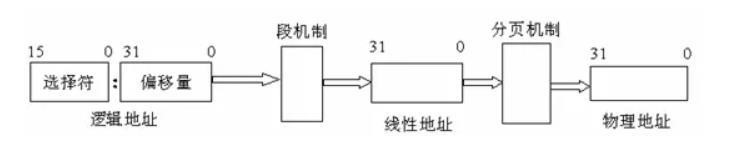 段机制
分页机制
15 0 31 0
31 0
31 0
选择符 : 偏移量
逻辑地址
线性地址
物理地址